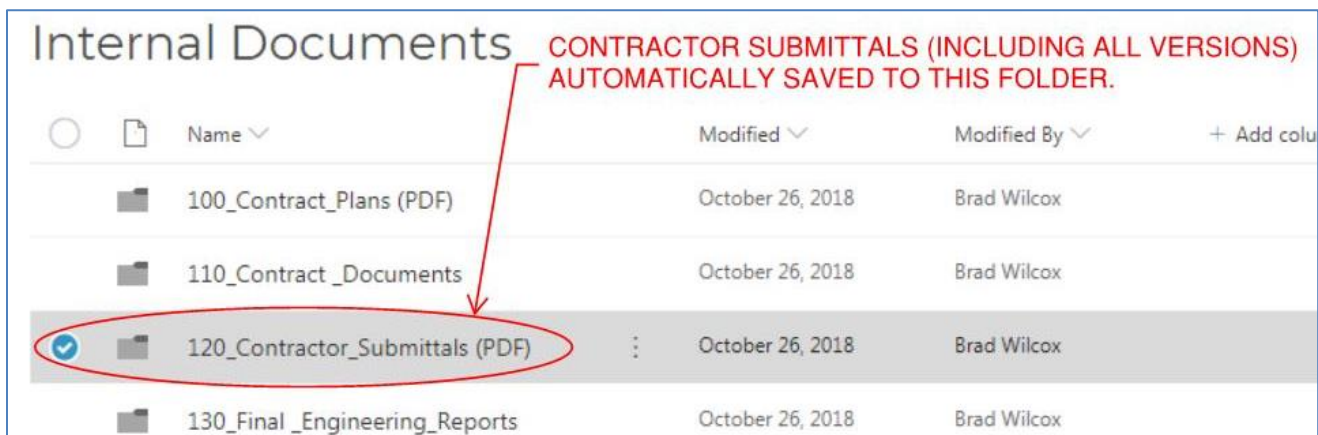 Internal Documents
CONTRACTOR SUBMITTALS (INCLUDING ALL VERSIONS)
AUTOMATICALLY SAVED TO THIS FOLDER.
Name Modified Modified By + Add colu
100_Contract_Plans (PDF) October 26, 2018 Brad Wilcox
110_Contract _Documents October 26, 2018 Brad Wilcox
120_Contractor_Submittals (PDF) October 26, 2018 Brad Wilcox
130_Final _Engineering_Reports October 26, 2018 Brad Wilcox